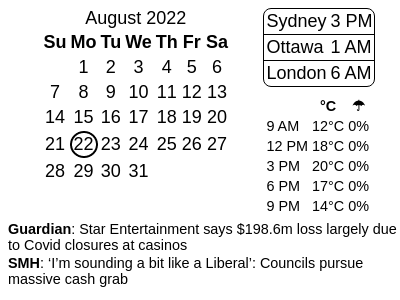 August 2022
Su Mo Tu We Th Fr Sa
1 2 3 4 5 6
7 8 9 10 11 12 13
14 15 16 17 18 19 20
21 22 23 24 25 26 27
28 29 30 31
Sydney 3 PM
Ottawa 1 AM
London 6 AM
°C ☂
9 AM 12°C 0%
12 PM 18°C 0%
3 PM 20°C 0%
6 PM 17°C 0%
9 PM 14°C 0%
Guardian: Star Entertainment says $198.6m loss largely due
to Covid closures at casinos
SMH: ‘I’m sounding a bit like a Liberal’: Councils pursue
massive cash grab